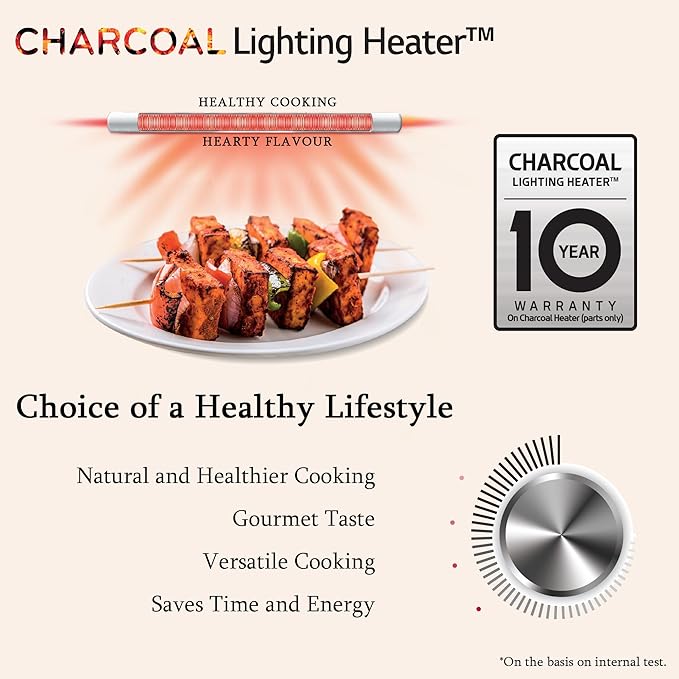 CHARCOAL Lighting Heater™
HEALTHY COOKING
HEARTY FLAVOUR
CHARCOAL
LIGHTING HEATER™
10 YEAR
WARRANTY
On Charcoal Heater (parts only)
Choice of a Healthy Lifestyle
Natural and Healthier Cooking
Gourmet Taste
Versatile Cooking
Saves Time and Energy
*On the basis on internal test.